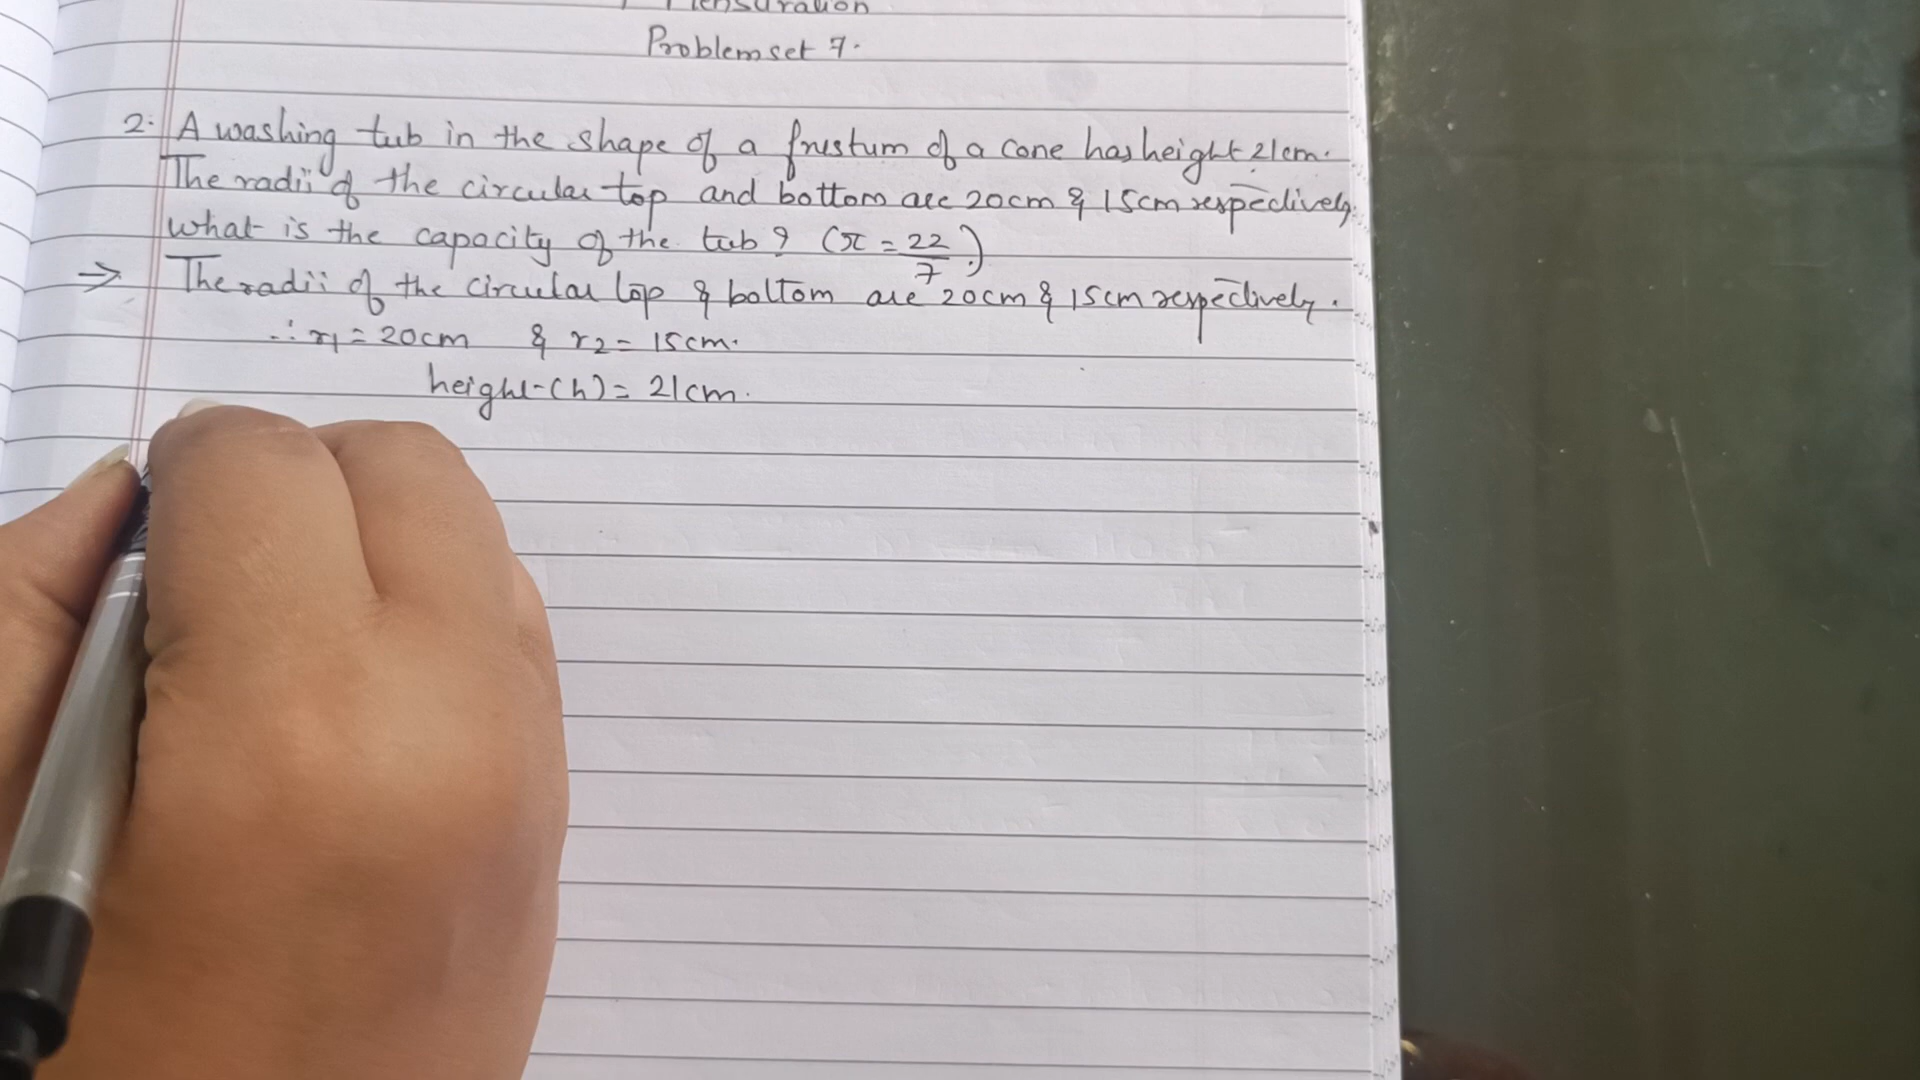 Mensuration
Problem set 7.
2. A washing tub in the shape of a frustum of a cone has height 21cm.
The radii of the circular top and bottom are 20cm & 15cm respectively.
what is the capacity of the tub ? (π = 22/7.)
→ The radii of the circular top & bottom are 20cm & 15cm respectively.
∴ r1 = 20cm & r2 = 15cm.
height (h) = 21cm.